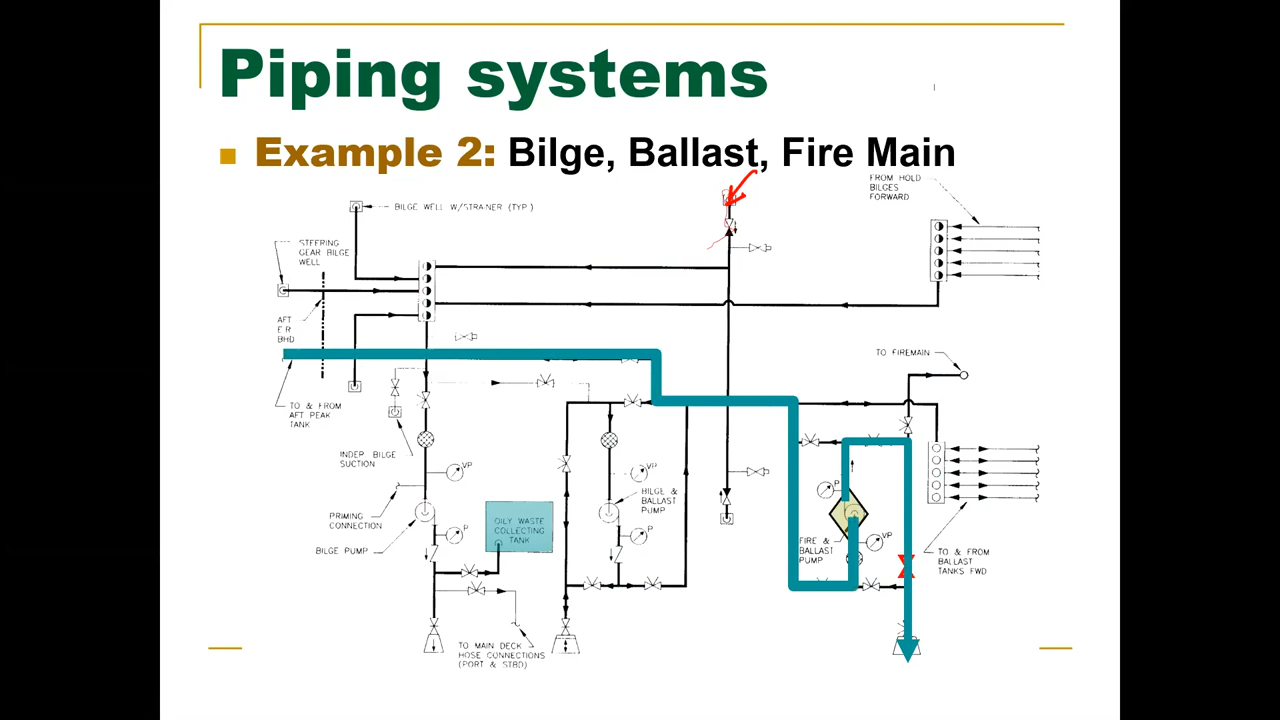 Piping systems
Example 2: Bilge, Ballast, Fire Main
FROM HOLD
BILGES
FORWARD
BILGE WELL W/STRAINER (TYP.)
STEERING
GEAR BILGE
WELL
AFT
E R
BHD
TO FIREMAIN
TO & FROM
AFT PEAK
TANK
INDEP BILGE
SUCTION
VP
VP
BILGE &
BALLAST
PUMP
P
PRIMING
CONNECTION
OILY WASTE
COLLECTING
TANK
P
P
BILGE PUMP
FIRE &
BALLAST
PUMP
VP
TO & FROM
BALLAST
TANKS FWD
TO MAIN DECK
HOSE CONNECTIONS
(PORT & STBD)